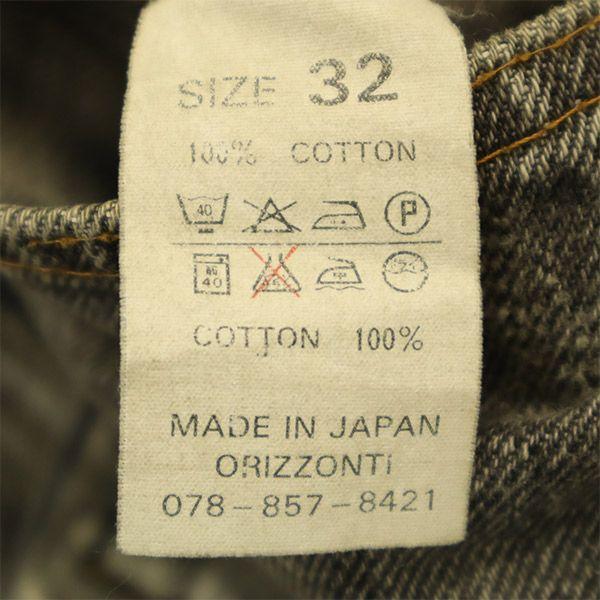 SIZE 32
100% COTTON
40 P
40
COTTON 100%
MADE IN JAPAN
ORIZZONTI
078-857-8421